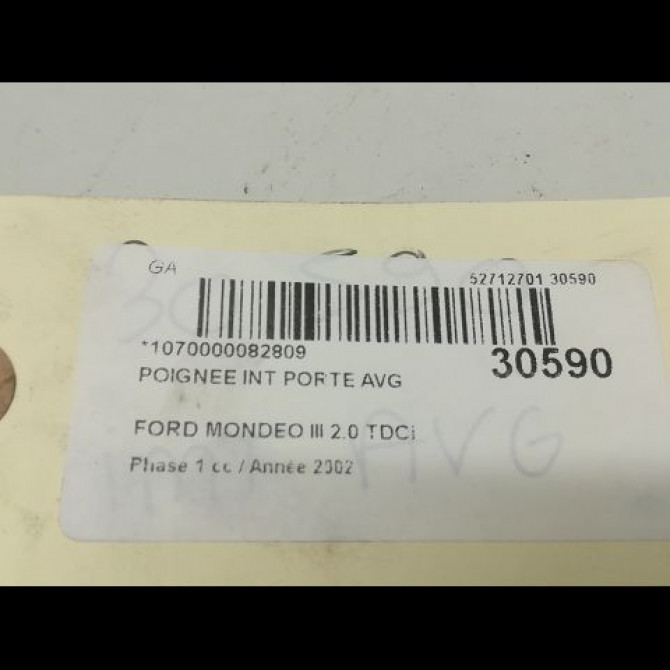 GA
52712701 30590
*1070000082809
30590
POIGNEE INT PORTE AVG
FORD MONDEO III 2.0 TDCi
Phase 1 cc / Année 2002
AVG